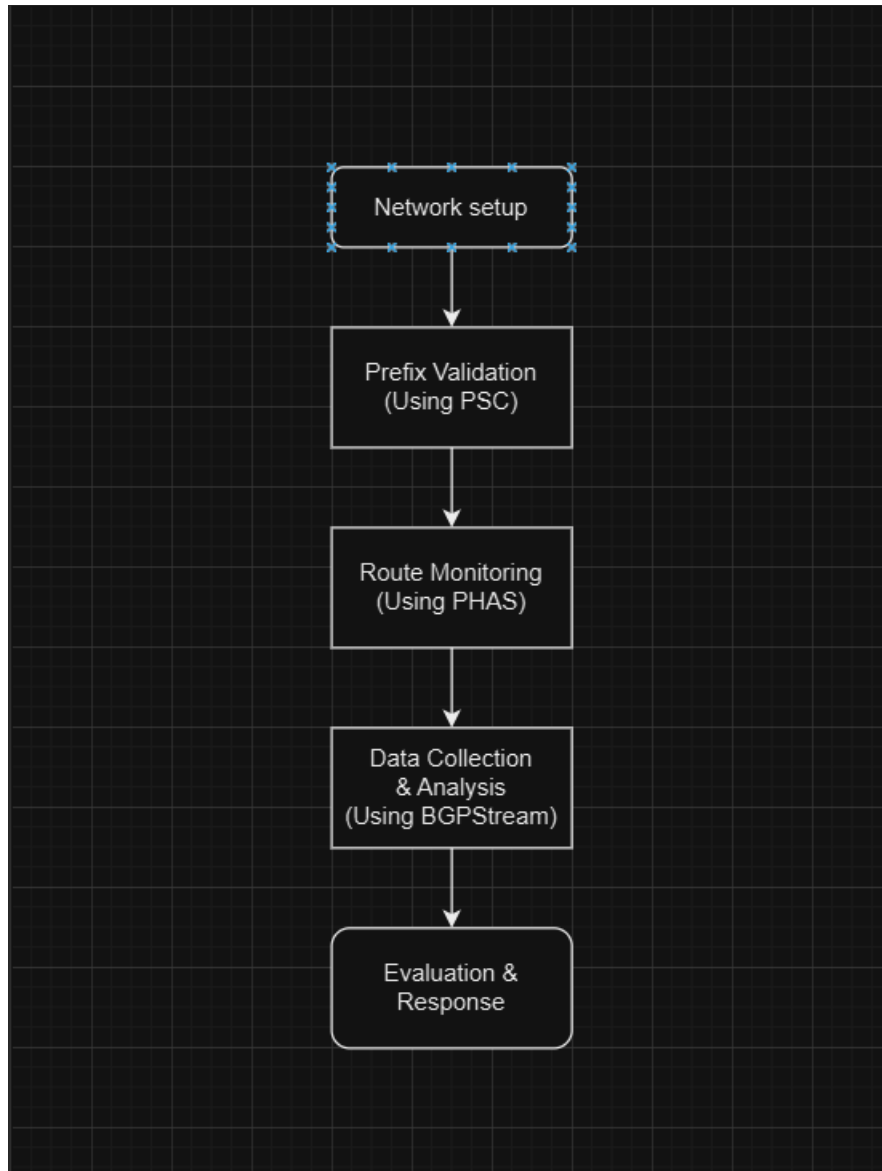 Network setup
Prefix Validation
(Using PSC)
Route Monitoring
(Using PHAS)
Data Collection
& Analysis
(Using BGPStream)
Evaluation &
Response